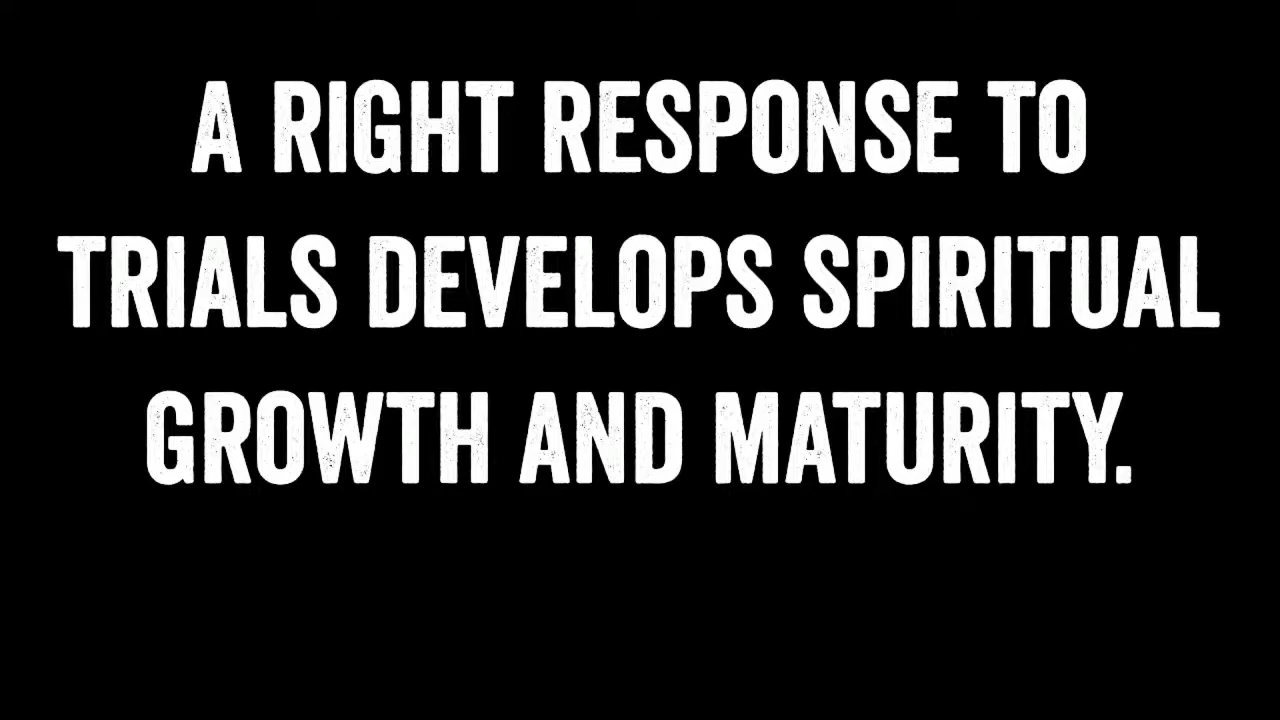 A RIGHT RESPONSE TO
TRIALS DEVELOPS SPIRITUAL
GROWTH AND MATURITY.